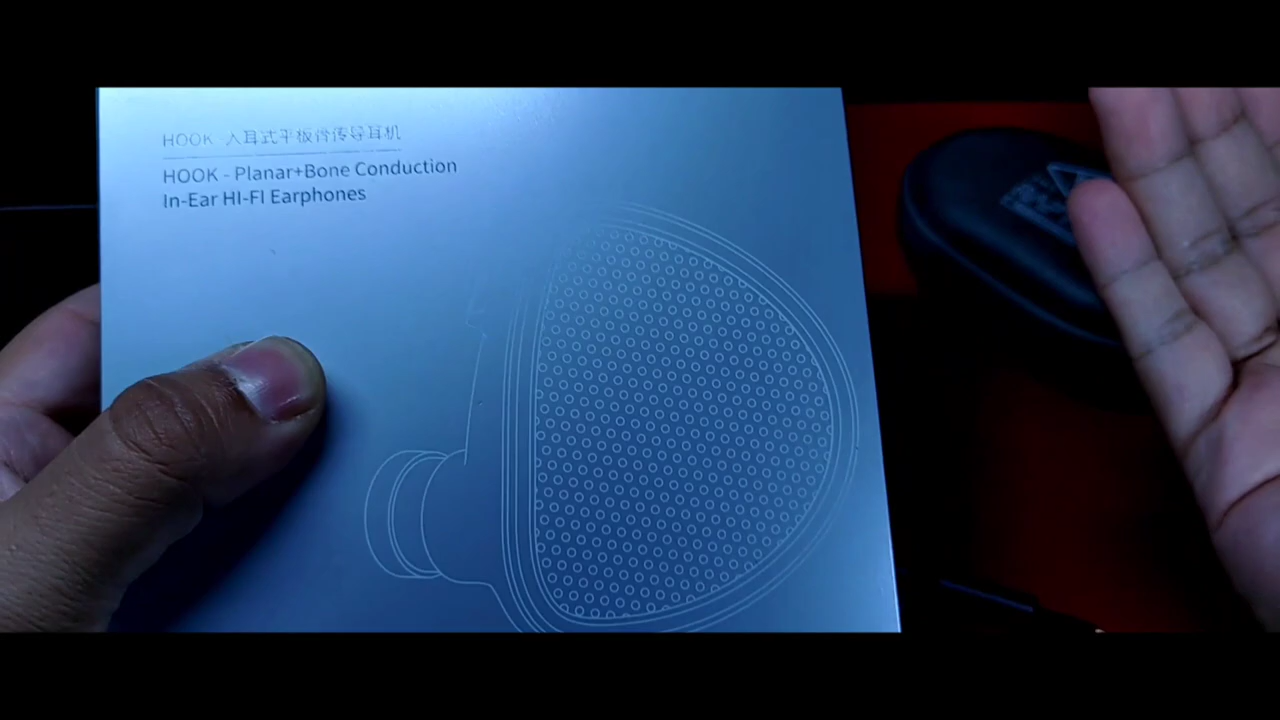 HOOK - 入耳式平板骨传导耳机
HOOK - Planar+Bone Conduction
In-Ear HI-FI Earphones